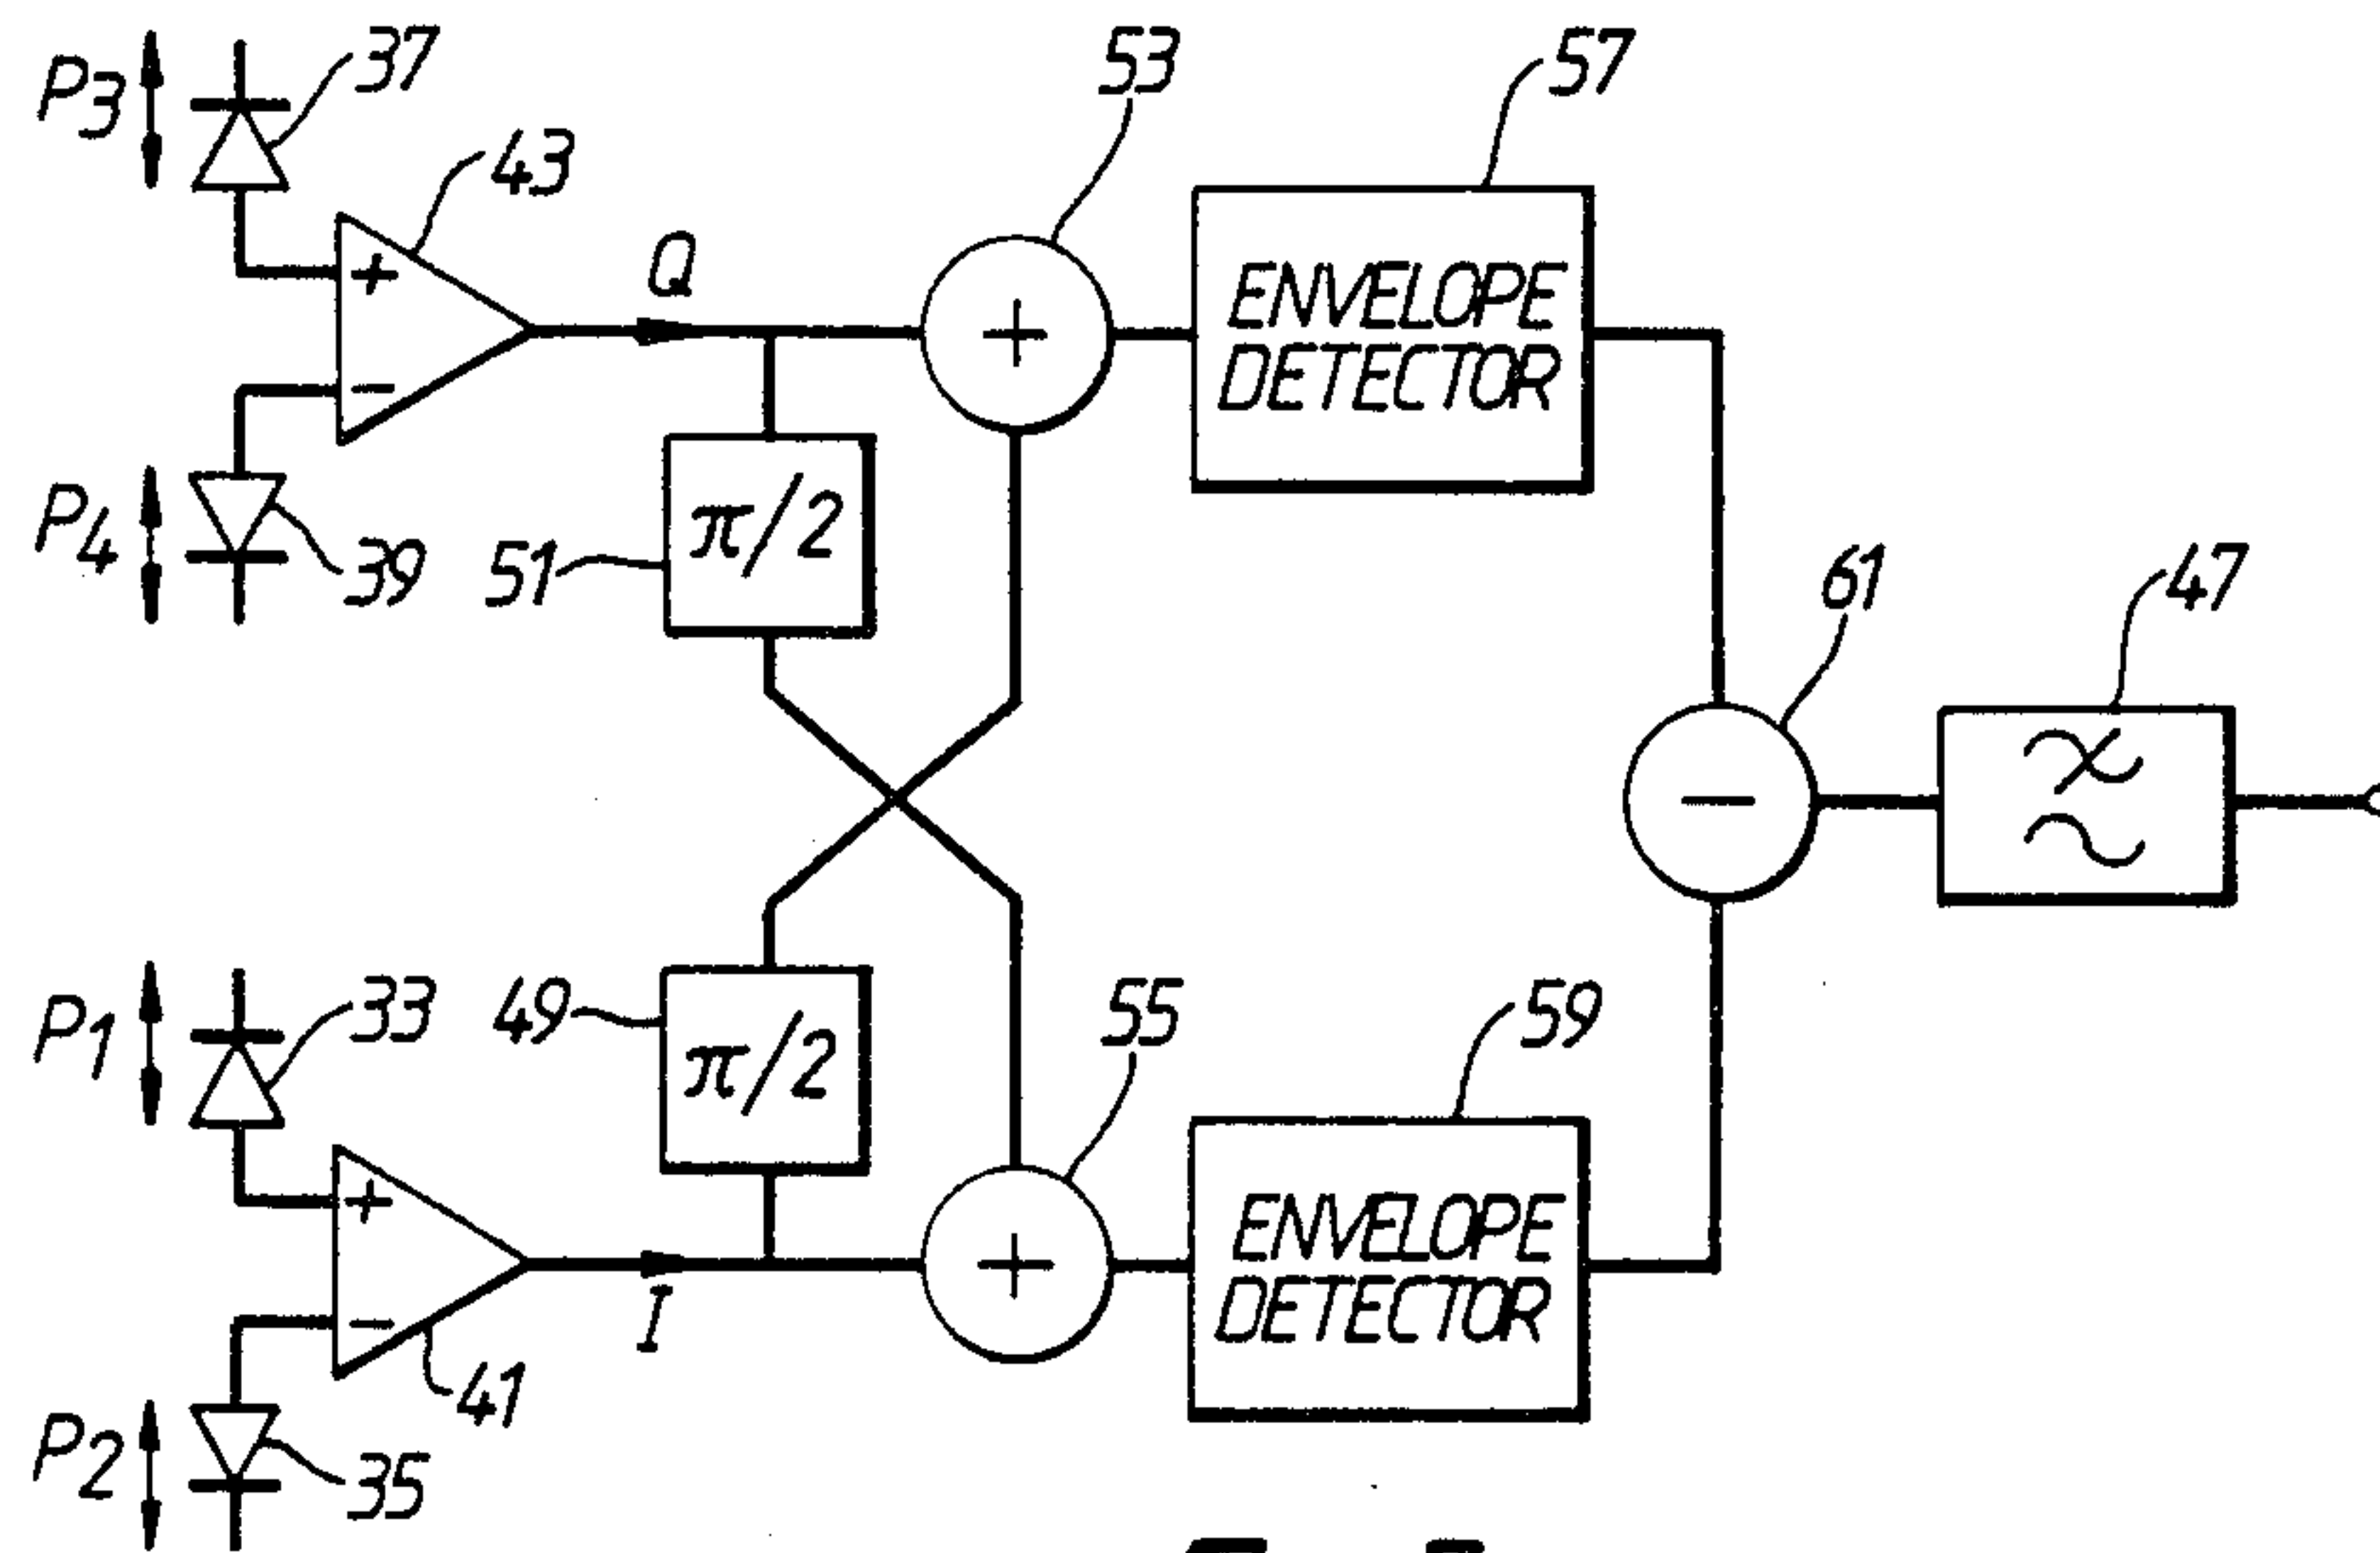 P3
37
43
Q
53
57
+
+
ENVELOPE
DETECTOR
−
P4
39
51
π/2
61
47
−
P1
33
49
π/2
55
59
+
+
ENVELOPE
DETECTOR
−
I
41
P2
35